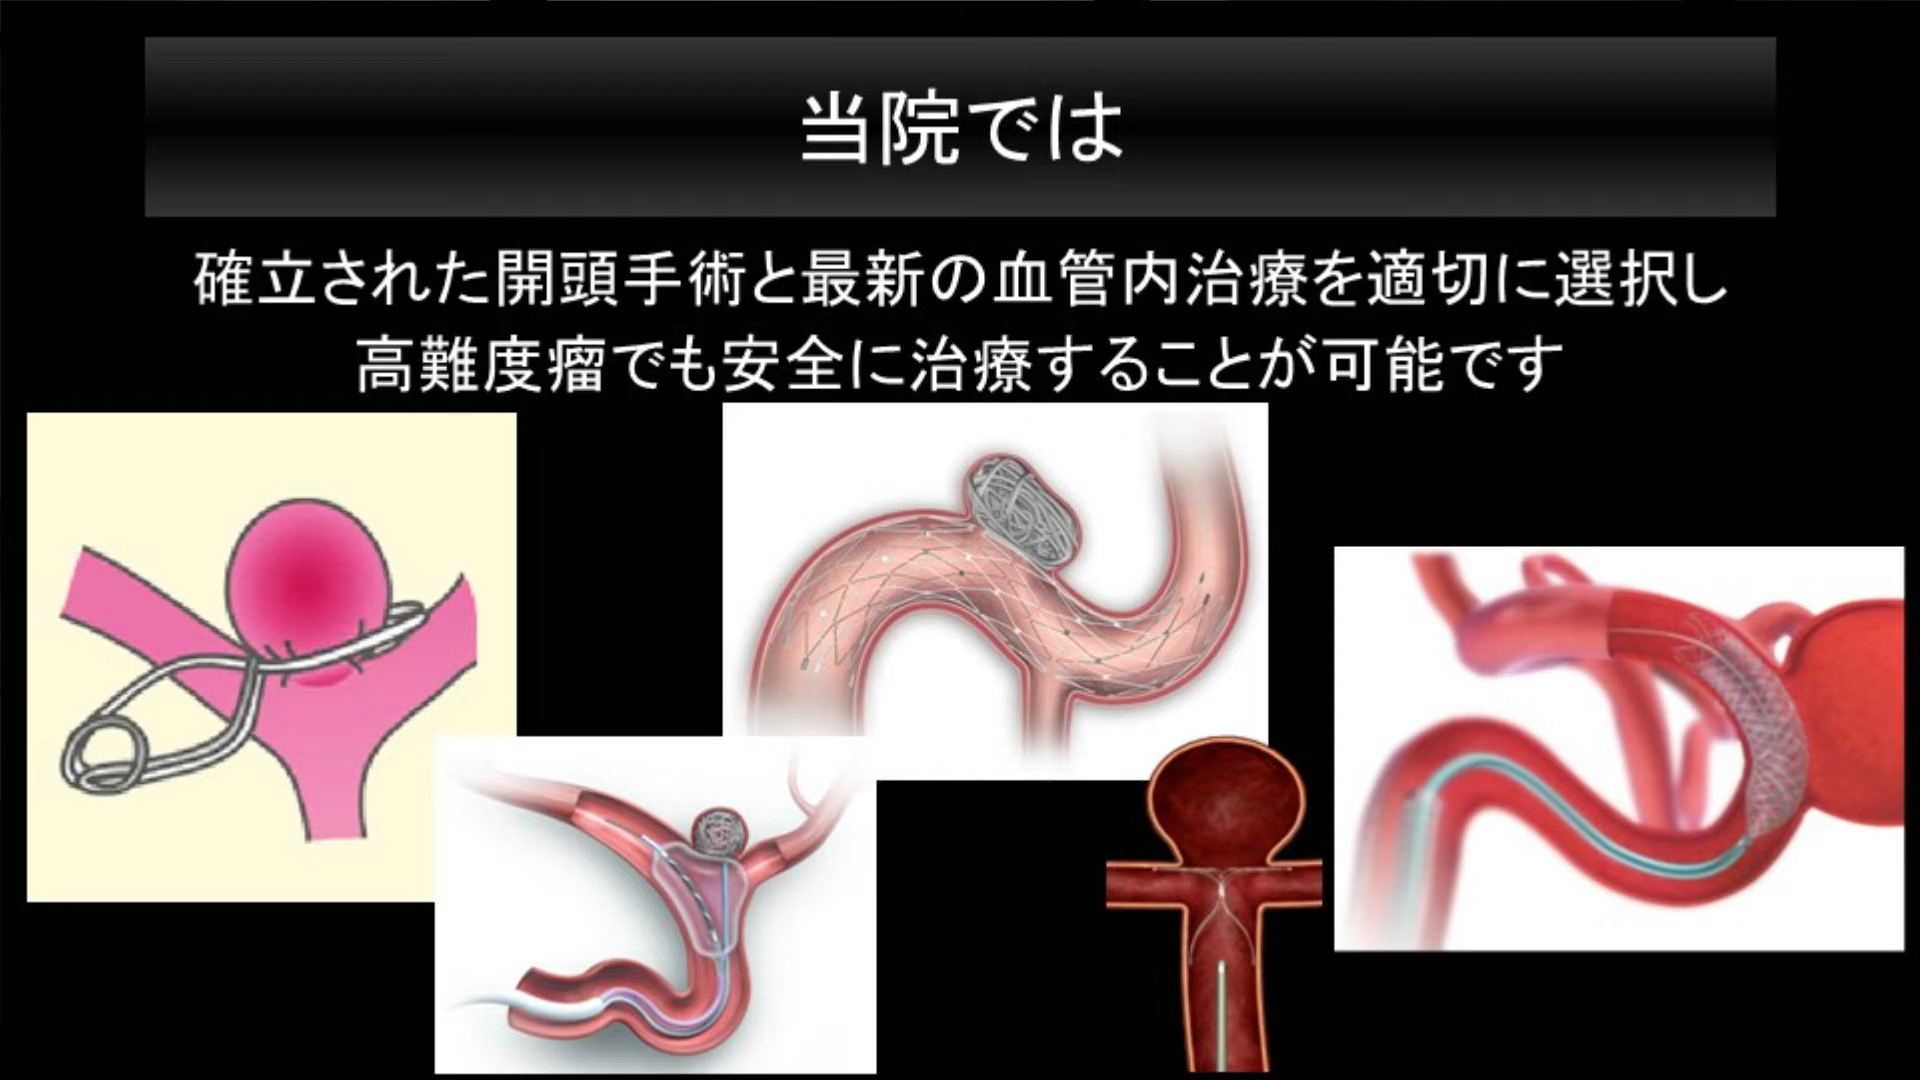 当院では
確立された開頭手術と最新の血管内治療を適切に選択し
高難度瘤でも安全に治療することが可能です